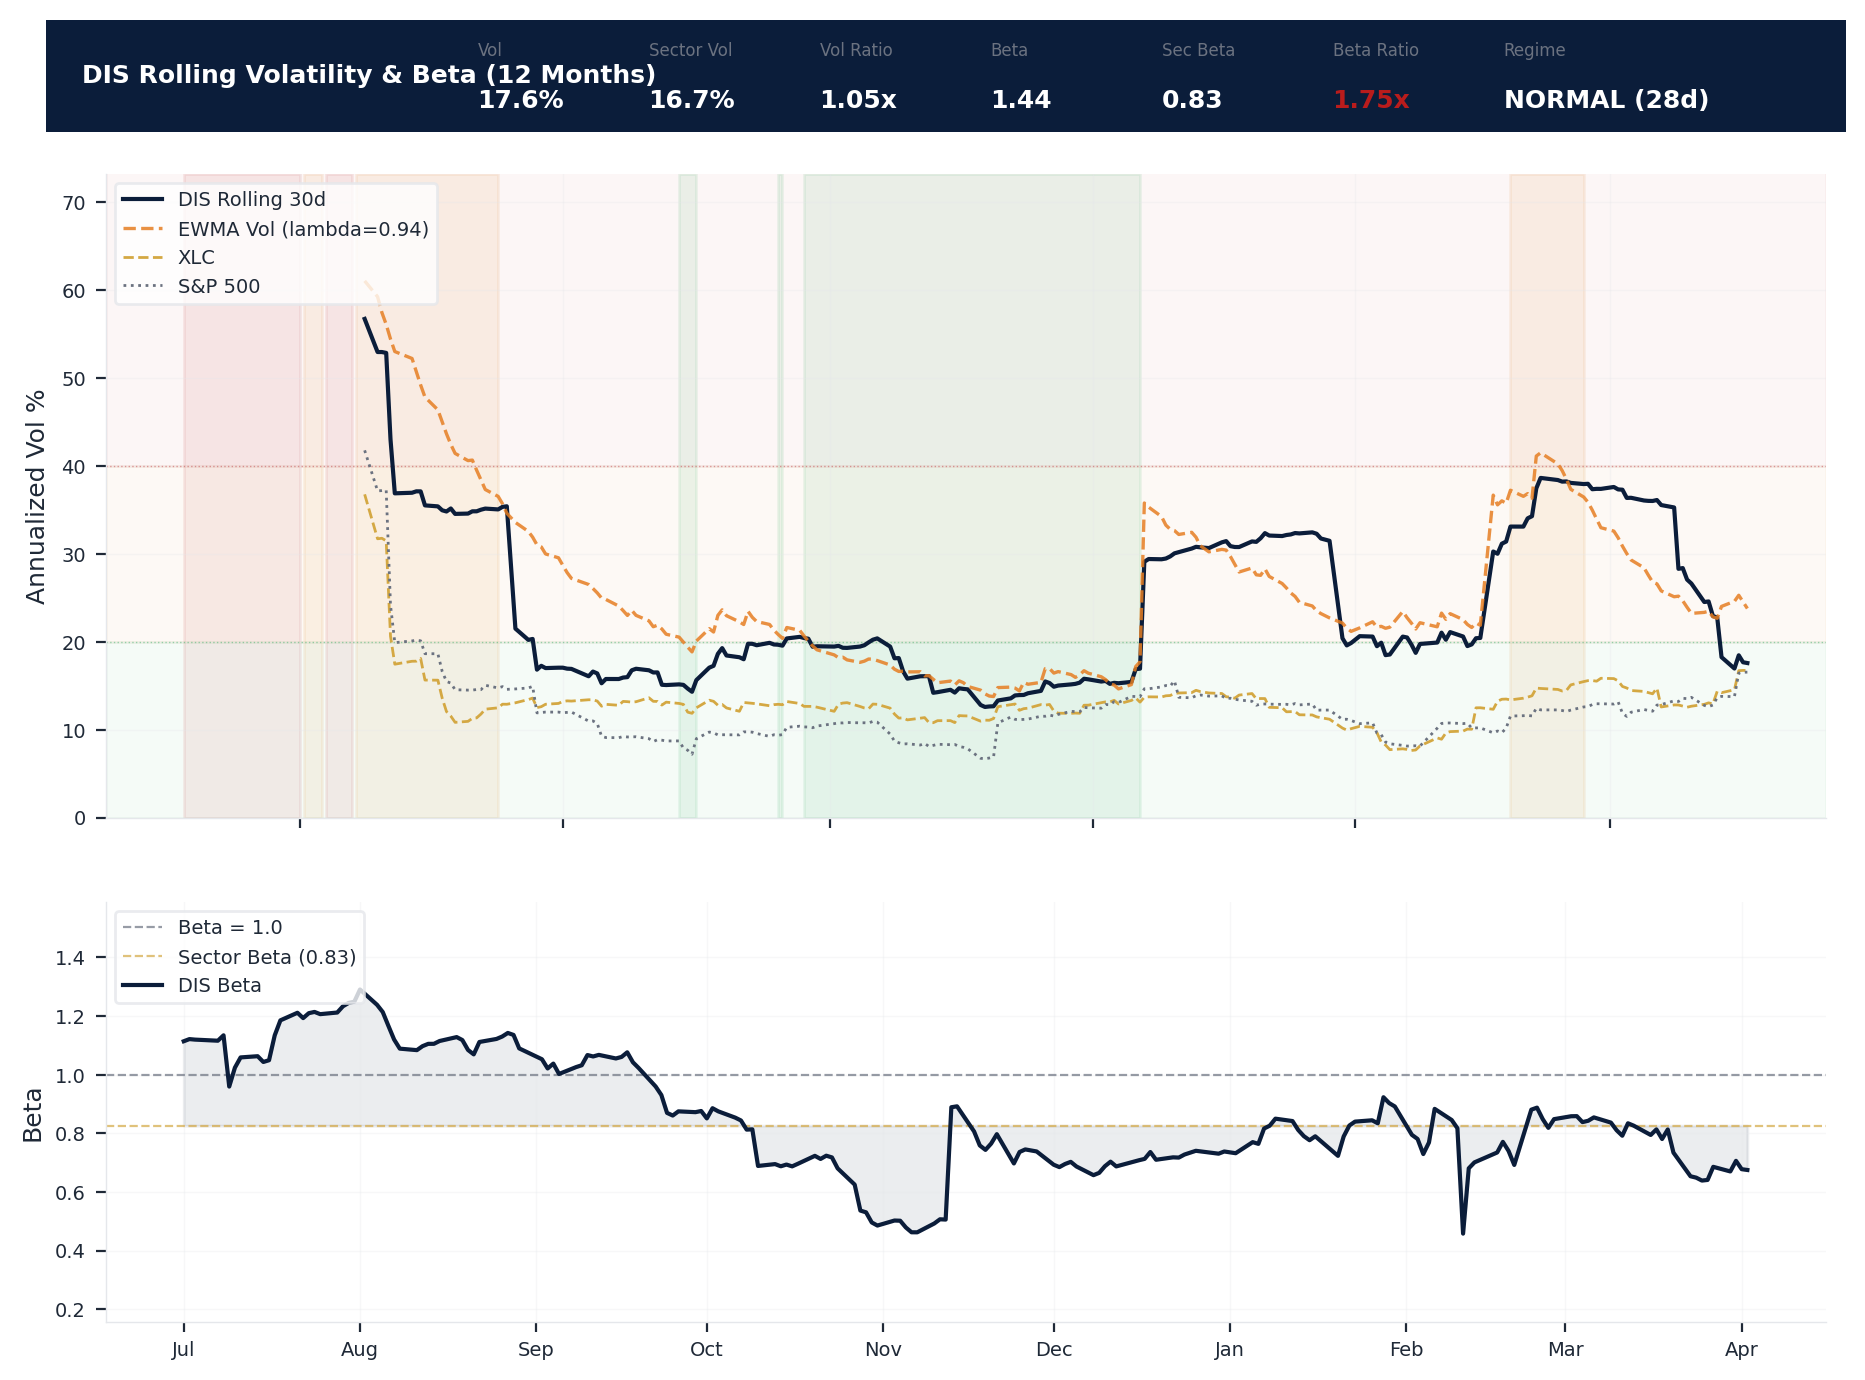 DIS Rolling Volatility & Beta (12 Months)
Vol
17.6%
Sector Vol
16.7%
Vol Ratio
1.05x
Beta
1.44
Sec Beta
0.83
Beta Ratio
1.75x
Regime
NORMAL (28d)
DIS Rolling 30d
EWMA Vol (lambda=0.94)
XLC
S&P 500
Annualized Vol %
70
60
50
40
30
20
10
0
Beta = 1.0
Sector Beta (0.83)
DIS Beta
Beta
1.4
1.2
1.0
0.8
0.6
0.4
0.2
Jul
Aug
Sep
Oct
Nov
Dec
Jan
Feb
Mar
Apr